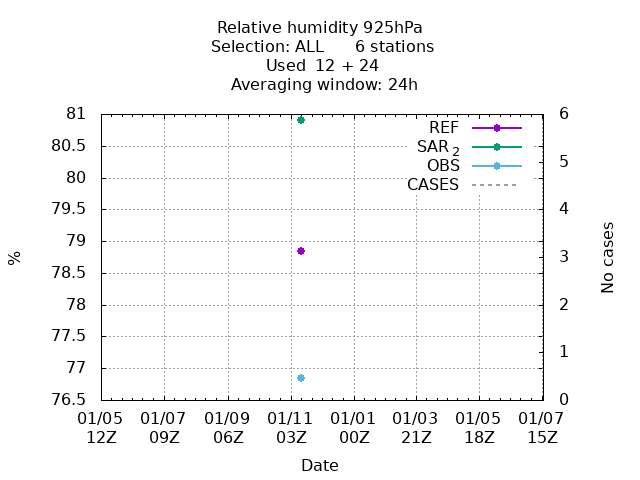 Relative humidity 925hPa
Selection: ALL 6 stations
Used 12 + 24
Averaging window: 24h
81
80.5
80
79.5
79
78.5
78
77.5
77
76.5
%
REF
SAR 2
OBS
CASES
6
5
4
3
2
1
0
No cases
01/05 01/07 01/09 01/11 01/01 01/03 01/05 01/07
12Z 09Z 06Z 03Z 00Z 21Z 18Z 15Z
Date